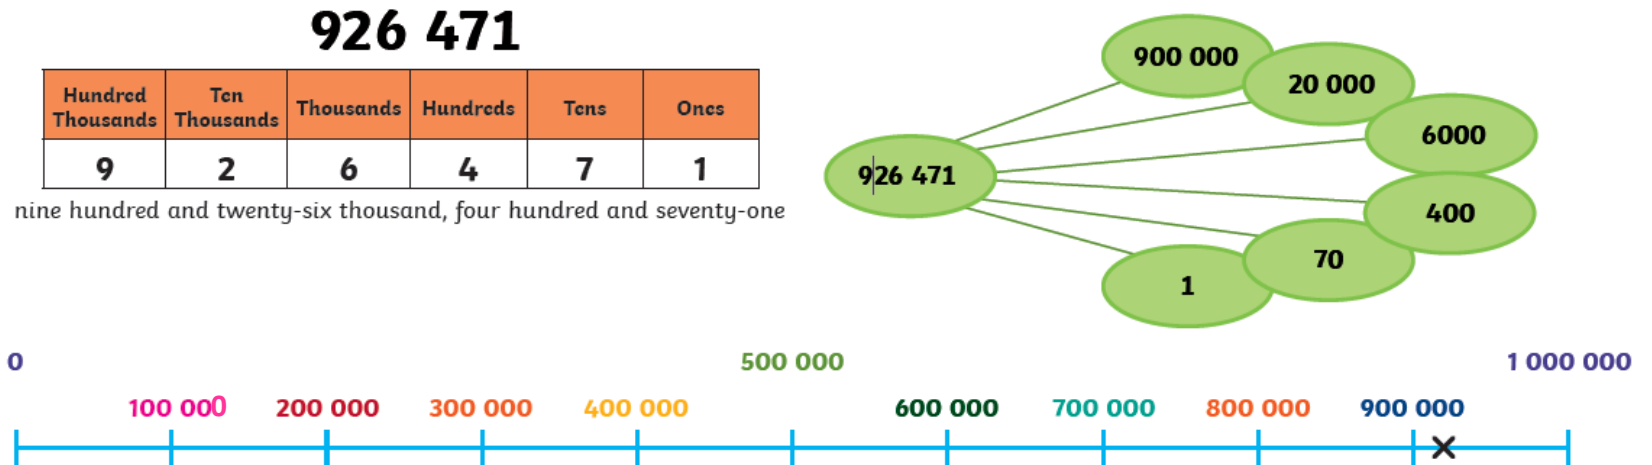 926 471
Hundred Thousands Ten Thousands Thousands Hundreds Tens Ones
9 2 6 4 7 1
nine hundred and twenty-six thousand, four hundred and seventy-one
926 471
900 000
20 000
6000
400
70
1
0 500 000 1 000 000
100 000 200 000 300 000 400 000 600 000 700 000 800 000 900 000